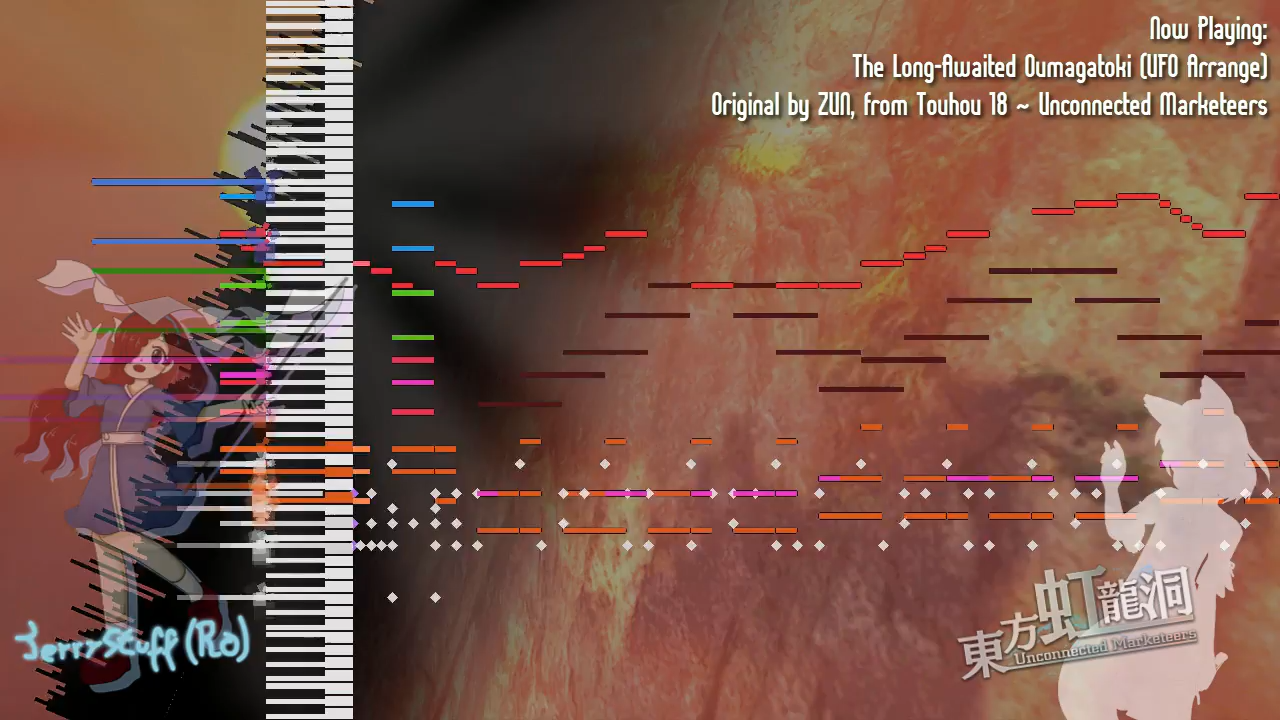 Now Playing:
The Long-Awaited Oumagatoki (UFO Arrange)
Original by ZUN, from Touhou 18 ~ Unconnected Marketeers
東方虹龍洞
Unconnected Marketeers
Jerryscuff (Ro)